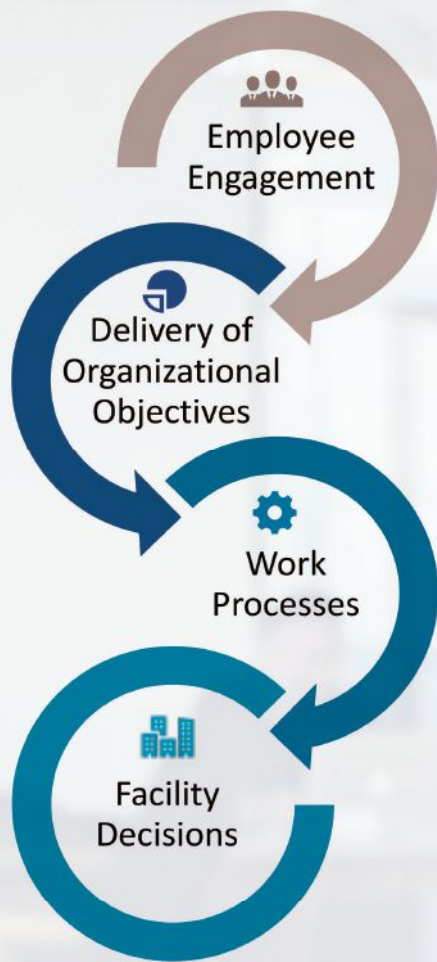 Employee
Engagement
Delivery of
Organizational
Objectives
Work
Processes
Facility
Decisions